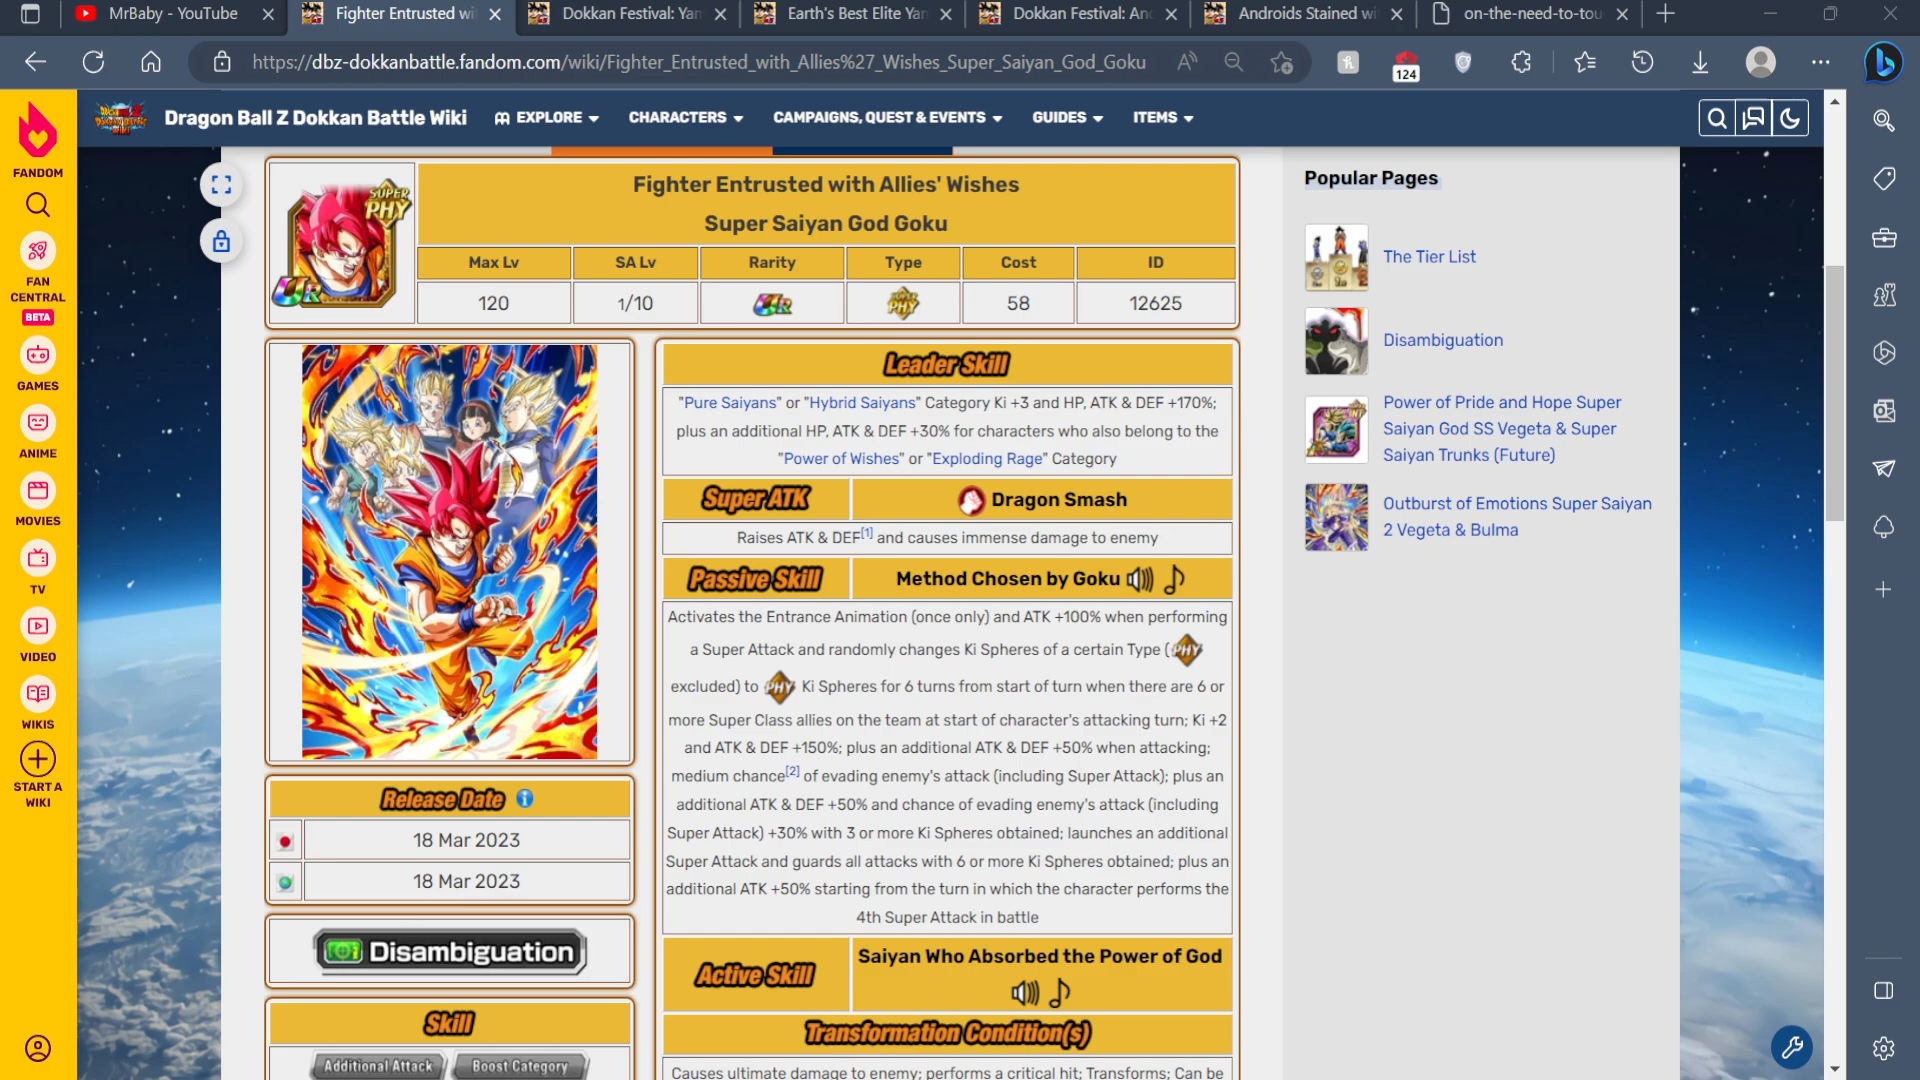 MrBaby - YouTube
Fighter Entrusted wi
Dokkan Festival: Yam
Earth's Best Elite Yam
Dokkan Festival: And
Androids Stained wi
on-the-need-to-tou
https://dbz-dokkanbattle.fandom.com/wiki/Fighter_Entrusted_with_Allies%27_Wishes_Super_Saiyan_God_Goku
124
Dragon Ball Z Dokkan Battle Wiki
EXPLORE
CHARACTERS
CAMPAIGNS, QUEST & EVENTS
GUIDES
ITEMS
FANDOM
FAN
CENTRAL
BETA
GAMES
ANIME
MOVIES
TV
VIDEO
WIKIS
START A
WIKI
SUPER
PHY
UR
Fighter Entrusted with Allies' Wishes
Super Saiyan God Goku
Max Lv
SA Lv
Rarity
Type
Cost
ID
120
1/10
UR
SUPER
PHY
58
12625
Leader Skill
"Pure Saiyans" or "Hybrid Saiyans" Category Ki +3 and HP, ATK & DEF +170%;
plus an additional HP, ATK & DEF +30% for characters who also belong to the
"Power of Wishes" or "Exploding Rage" Category
Super ATK
Dragon Smash
Raises ATK & DEF[1] and causes immense damage to enemy
Passive Skill
Method Chosen by Goku
Activates the Entrance Animation (once only) and ATK +100% when performing
a Super Attack and randomly changes Ki Spheres of a certain Type (PHY
excluded) to PHY Ki Spheres for 6 turns from start of turn when there are 6 or
more Super Class allies on the team at start of character's attacking turn; Ki +2
and ATK & DEF +150%; plus an additional ATK & DEF +50% when attacking;
medium chance[2] of evading enemy's attack (including Super Attack); plus an
additional ATK & DEF +50% and chance of evading enemy's attack (including
Super Attack) +30% with 3 or more Ki Spheres obtained; launches an additional
Super Attack and guards all attacks with 6 or more Ki Spheres obtained; plus an
additional ATK +50% starting from the turn in which the character performs the
4th Super Attack in battle
Active Skill
Saiyan Who Absorbed the Power of God
Transformation Condition(s)
Causes ultimate damage to enemy; performs a critical hit; Transforms; Can be
Release Date
18 Mar 2023
18 Mar 2023
Disambiguation
Skill
Additional Attack
Boost Category
Popular Pages
The Tier List
Disambiguation
Power of Pride and Hope Super
Saiyan God SS Vegeta & Super
Saiyan Trunks (Future)
Outburst of Emotions Super Saiyan
2 Vegeta & Bulma